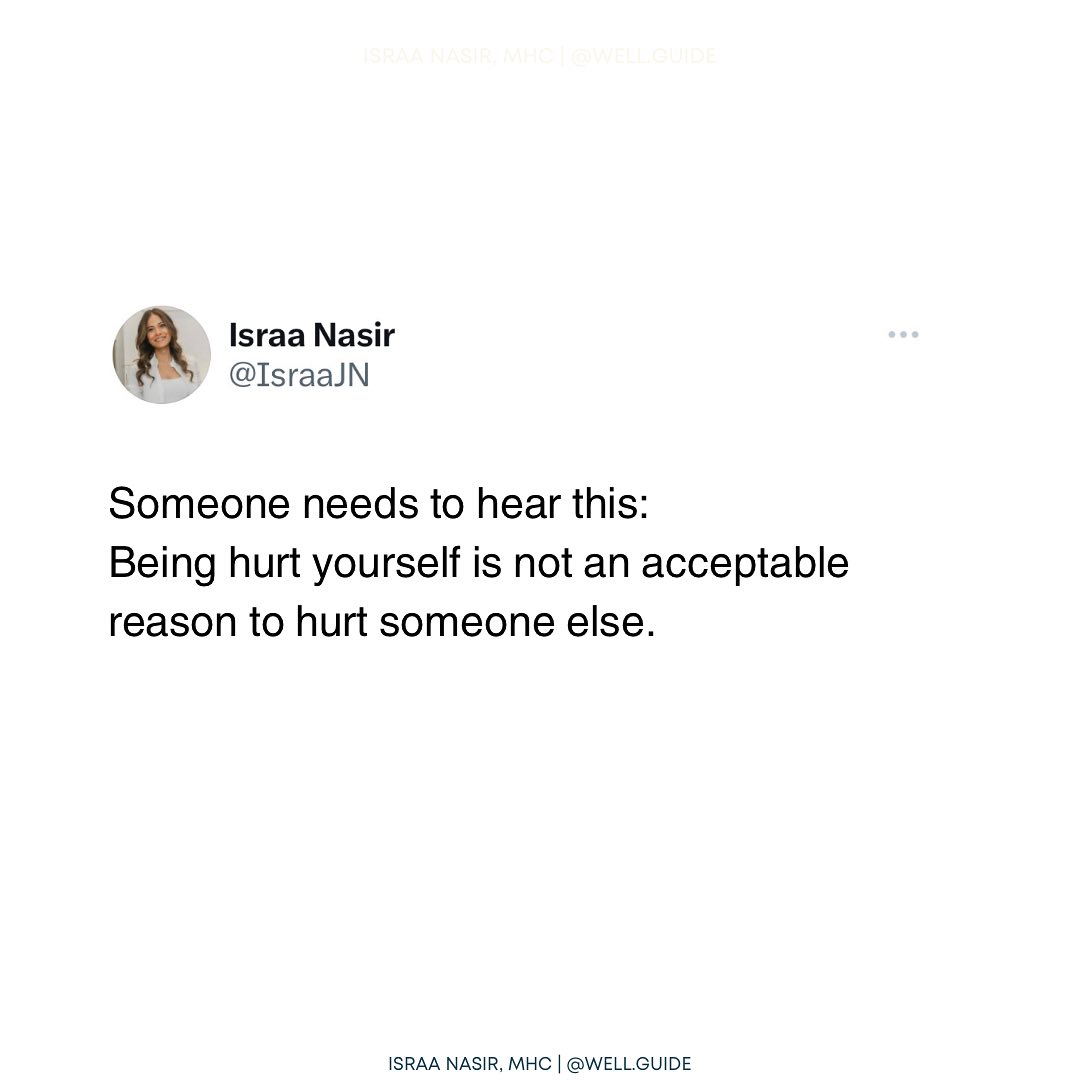 ISRAA NASIR, MHC | @WELL.GUIDE
Israa Nasir
@IsraaJN
Someone needs to hear this:
Being hurt yourself is not an acceptable
reason to hurt someone else.
ISRAA NASIR, MHC | @WELL.GUIDE